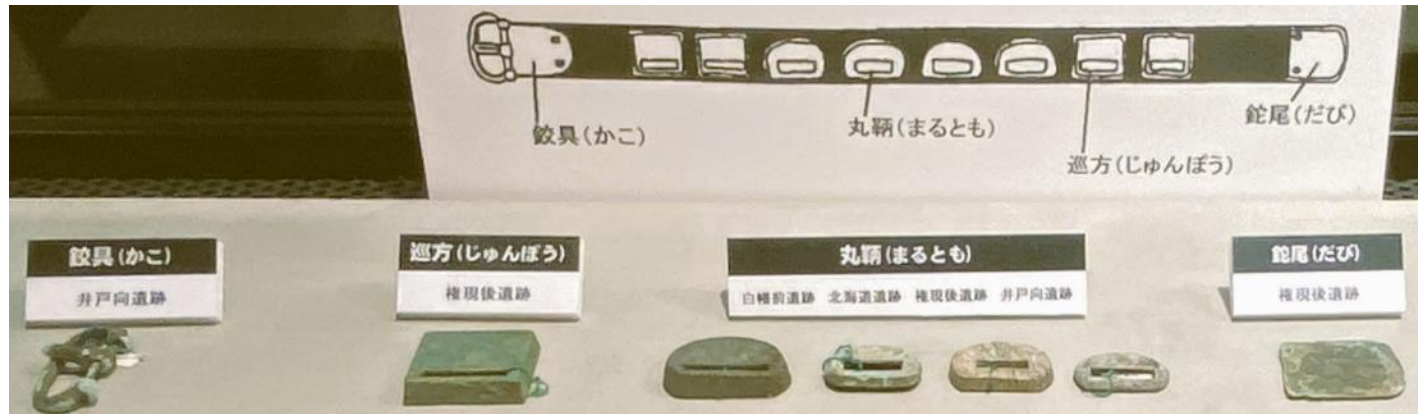 鉸具(かこ)
丸鞆(まるとも)
巡方(じゅんぽう)
鉈尾(だび)
鉸具(かこ)
井戸向遺跡
巡方(じゅんぽう)
権現後遺跡
丸鞆(まるとも)
白幡前遺跡 北海道遺跡 権現後遺跡 井戸向遺跡
鉈尾(だび)
権現後遺跡